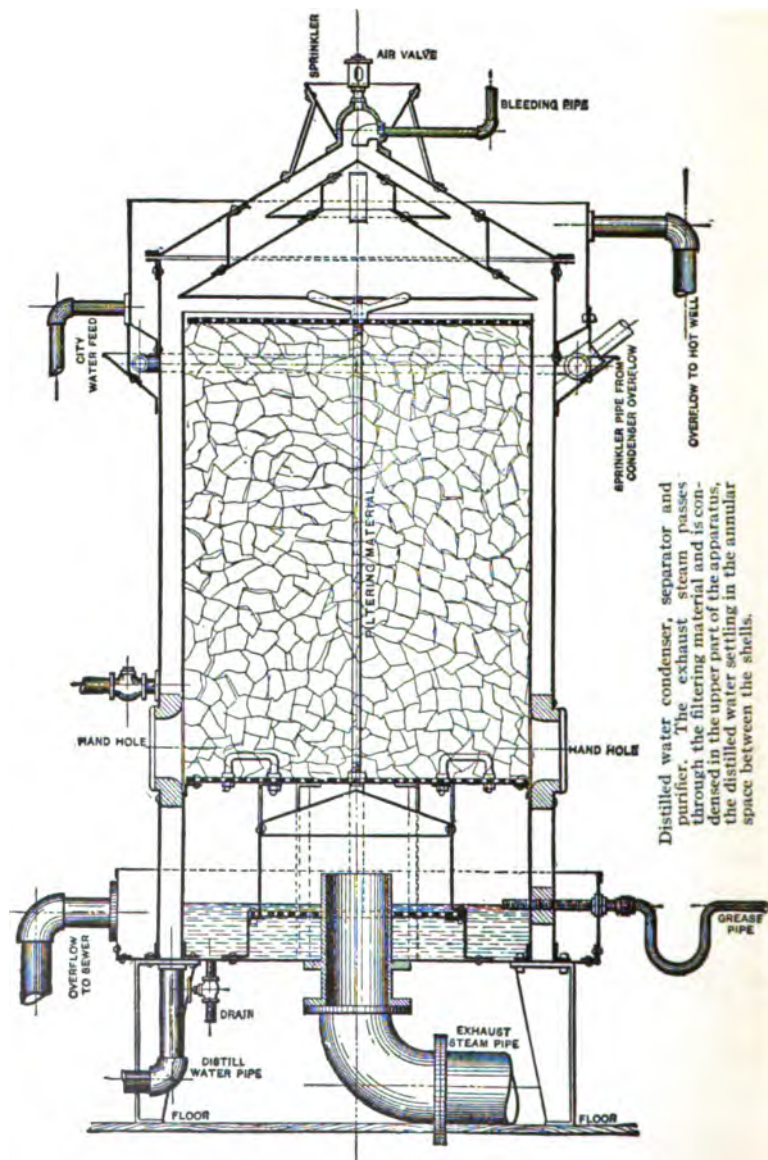 SPRINKLER
AIR VALVE
BLEEDING PIPE
CITY
WATER FEED
OVERFLOW TO HOT WELL
SPRINKLER PIPE FROM
CONDENSER OVERFLOW
FILTERING MATERIAL
HAND HOLE
HAND HOLE
OVERFLOW
TO SEWER
GREASE
PIPE
DRAIN
DISTILL
WATER PIPE
EXHAUST
STEAM PIPE
FLOOR
FLOOR
Distilled water condenser, separator and
purifier. The exhaust steam passes
through the filtering material and is con-
densed in the upper part of the apparatus,
the distilled water settling in the annular
space between the shells.